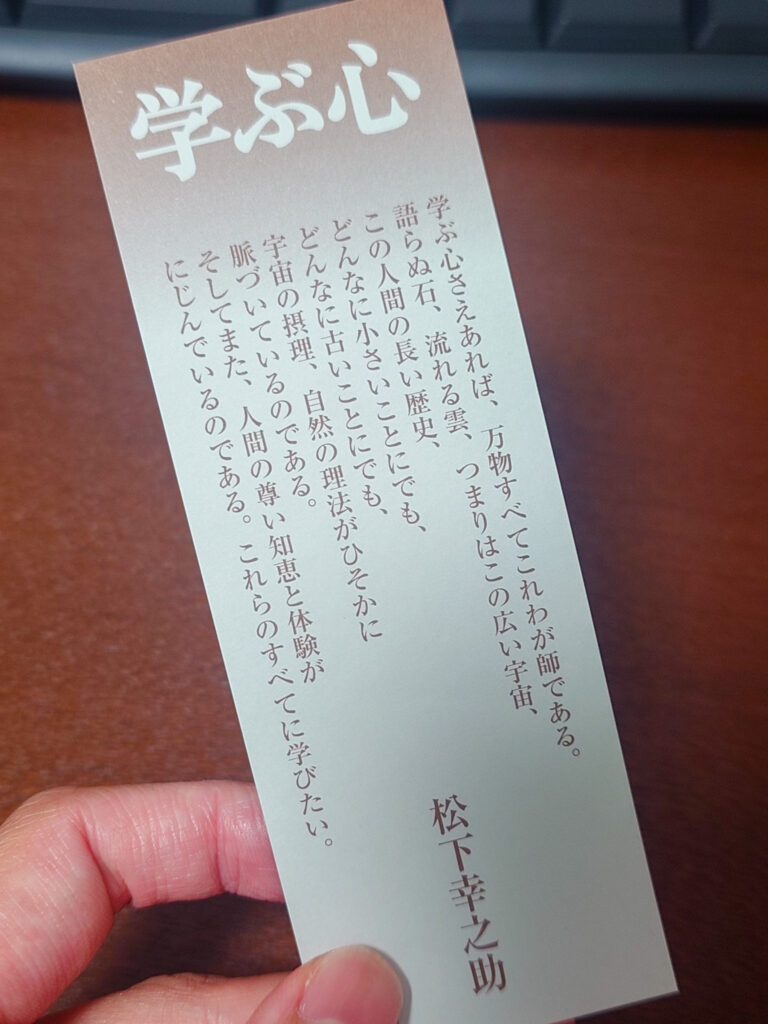 学ぶ心
学ぶ心さえあれば、万物すべてこれわが師である。
語らぬ石、流れる雲、つまりはこの広い宇宙、
この人間の長い歴史、
どんなに小さいことにでも、
どんなに古いことにでも、
宇宙の摂理、自然の理法がひそかに
脈づいているのである。
そしてまた、人間の尊い知恵と体験が
にじんでいるのである。これらのすべてに学びたい。
松下幸之助